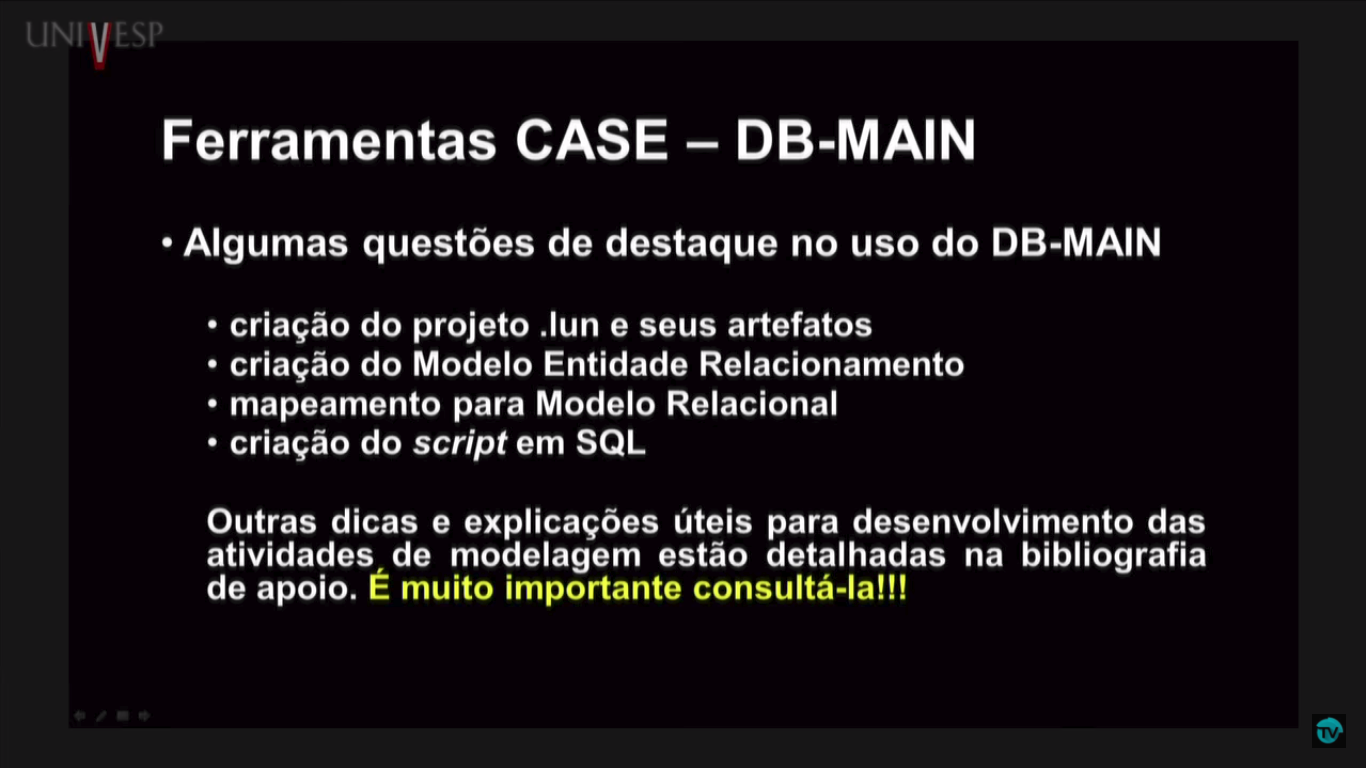 UNIVESP
Ferramentas CASE – DB-MAIN
• Algumas questões de destaque no uso do DB-MAIN
• criação do projeto .lun e seus artefatos
• criação do Modelo Entidade Relacionamento
• mapeamento para Modelo Relacional
• criação do script em SQL
Outras dicas e explicações úteis para desenvolvimento das
atividades de modelagem estão detalhadas na bibliografia
de apoio. É muito importante consultá-la!!!
TV